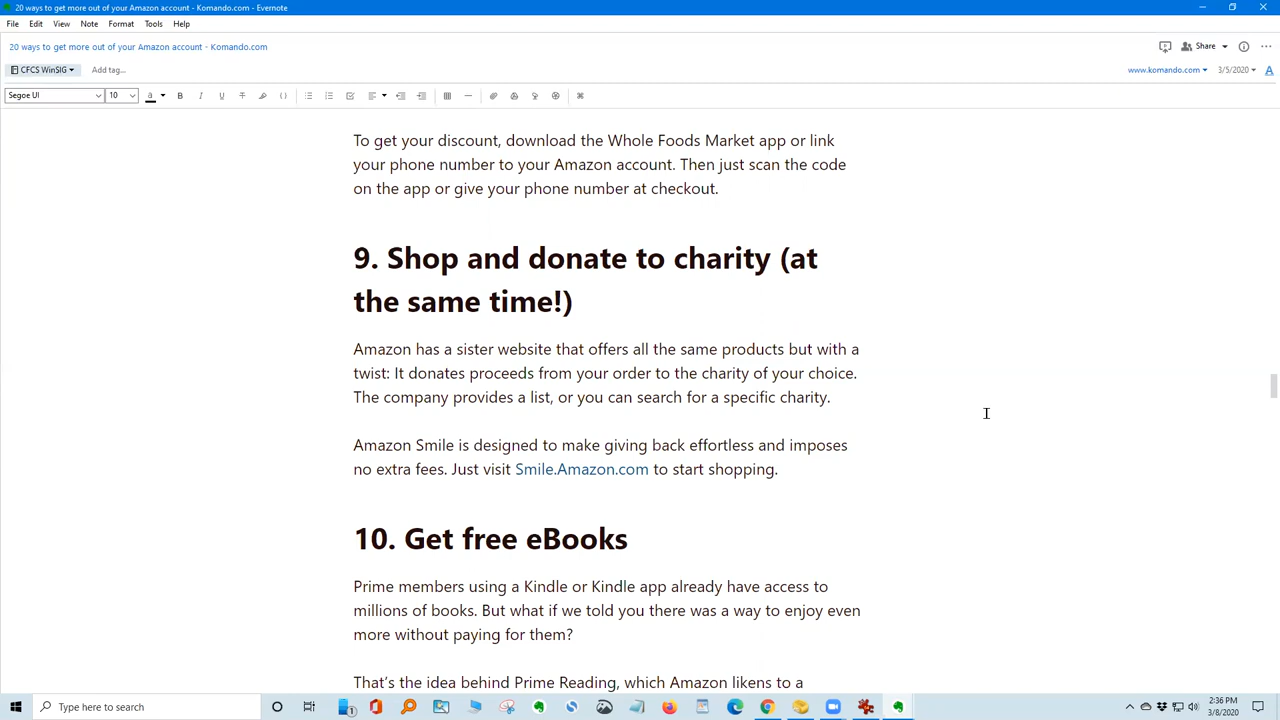 20 ways to get more out of your Amazon account - Komando.com - Evernote
File Edit View Note Format Tools Help
20 ways to get more out of your Amazon account - Komando.com
Share
CFCS WinSIG
Add tag...
www.komando.com
3/5/2020
Segoe UI
10
To get your discount, download the Whole Foods Market app or link
your phone number to your Amazon account. Then just scan the code
on the app or give your phone number at checkout.
9. Shop and donate to charity (at
the same time!)
Amazon has a sister website that offers all the same products but with a
twist: It donates proceeds from your order to the charity of your choice.
The company provides a list, or you can search for a specific charity.
Amazon Smile is designed to make giving back effortless and imposes
no extra fees. Just visit Smile.Amazon.com to start shopping.
10. Get free eBooks
Prime members using a Kindle or Kindle app already have access to
millions of books. But what if we told you there was a way to enjoy even
more without paying for them?
That's the idea behind Prime Reading, which Amazon likens to a
Type here to search
2:36 PM
3/8/2020